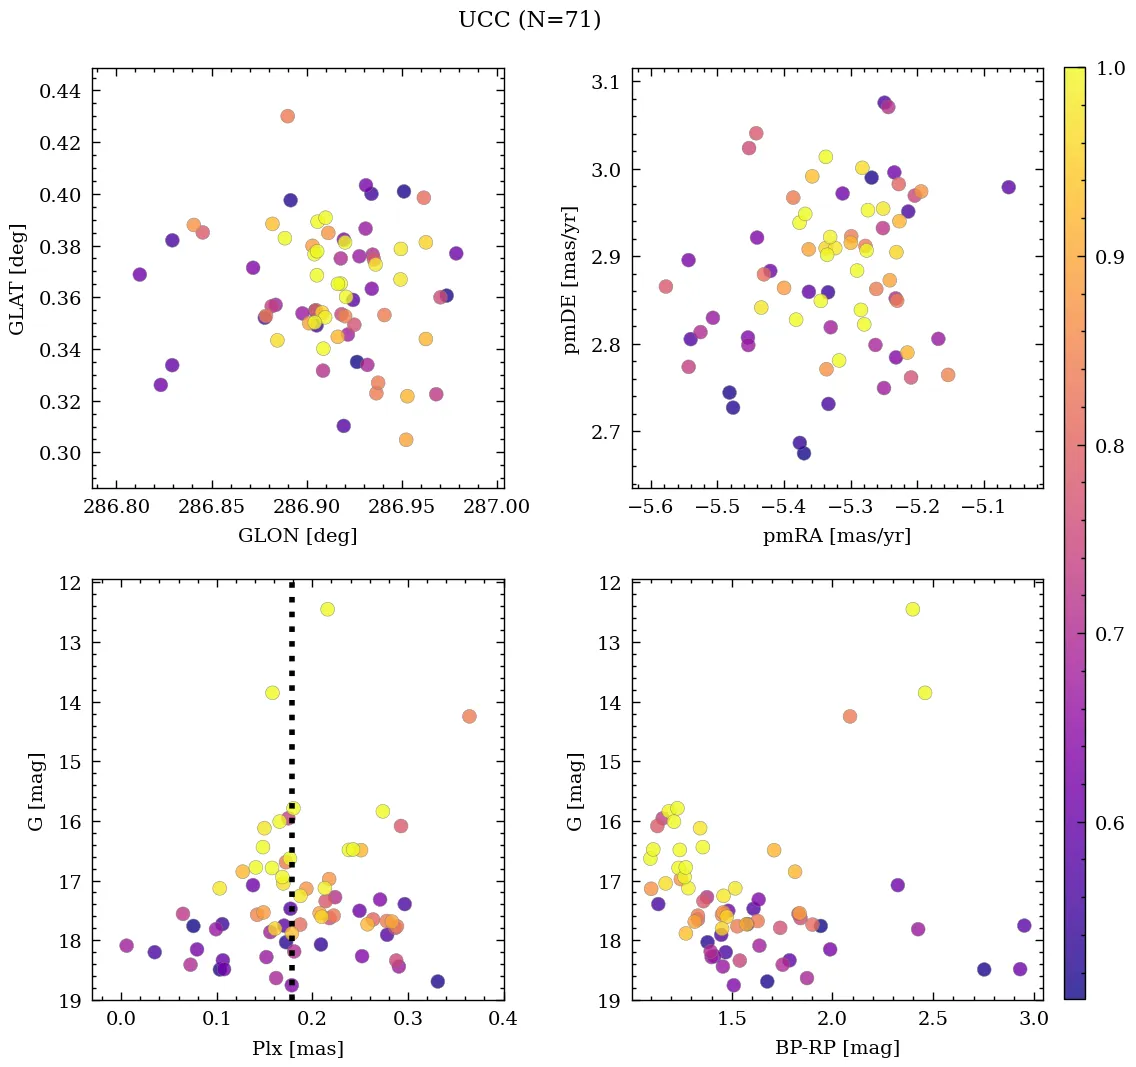 UCC (N=71)
0.44
0.42
0.40
0.38
0.36
0.34
0.32
0.30
GLAT [deg]
286.80 286.85 286.90 286.95 287.00
GLON [deg]
3.1
3.0
2.9
2.8
2.7
pmDE [mas/yr]
−5.6 −5.5 −5.4 −5.3 −5.2 −5.1
pmRA [mas/yr]
12
13
14
15
16
17
18
19
G [mag]
0.0 0.1 0.2 0.3 0.4
Plx [mas]
12
13
14
15
16
17
18
19
G [mag]
1.5 2.0 2.5 3.0
BP-RP [mag]
1.0
0.9
0.8
0.7
0.6